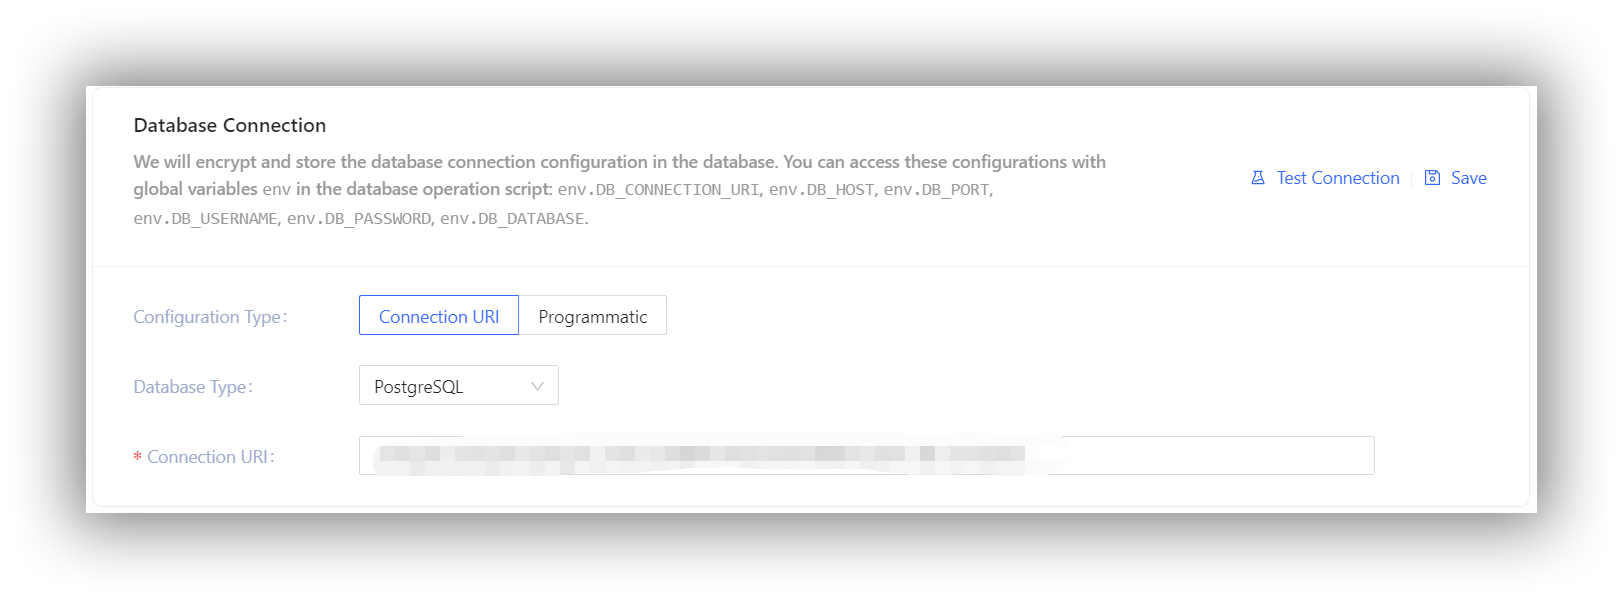 Database Connection
We will encrypt and store the database connection configuration in the database. You can access these configurations with
global variables env in the database operation script: env.DB_CONNECTION_URI, env.DB_HOST, env.DB_PORT,
env.DB_USERNAME, env.DB_PASSWORD, env.DB_DATABASE.
Test Connection
Save
Configuration Type:
Connection URI
Programmatic
Database Type:
PostgreSQL
* Connection URI: